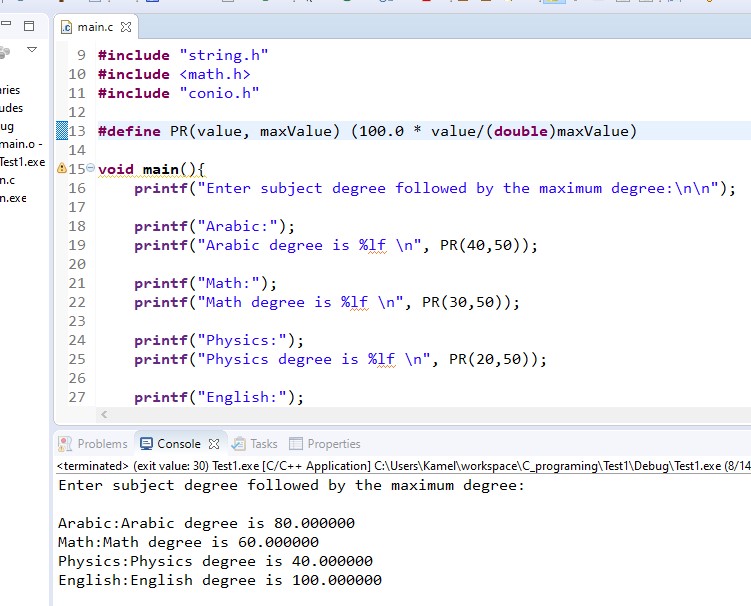 main.c
ries
udes
ug
main.o -
Test1.exe
n.c
n.exe
9 #include "string.h"
10 #include <math.h>
11 #include "conio.h"
12
13 #define PR(value, maxValue) (100.0 * value/(double)maxValue)
14
15 void main(){
16 printf("Enter subject degree followed by the maximum degree:\n\n");
17
18 printf("Arabic:");
19 printf("Arabic degree is %lf \n", PR(40,50));
20
21 printf("Math:");
22 printf("Math degree is %lf \n", PR(30,50));
23
24 printf("Physics:");
25 printf("Physics degree is %lf \n", PR(20,50));
26
27 printf("English:");
Problems Console Tasks Properties
<terminated> (exit value: 30) Test1.exe [C/C++ Application] C:\Users\Kamel\workspace\C_programing\Test1\Debug\Test1.exe (8/14
Enter subject degree followed by the maximum degree:
Arabic:Arabic degree is 80.000000
Math:Math degree is 60.000000
Physics:Physics degree is 40.000000
English:English degree is 100.000000